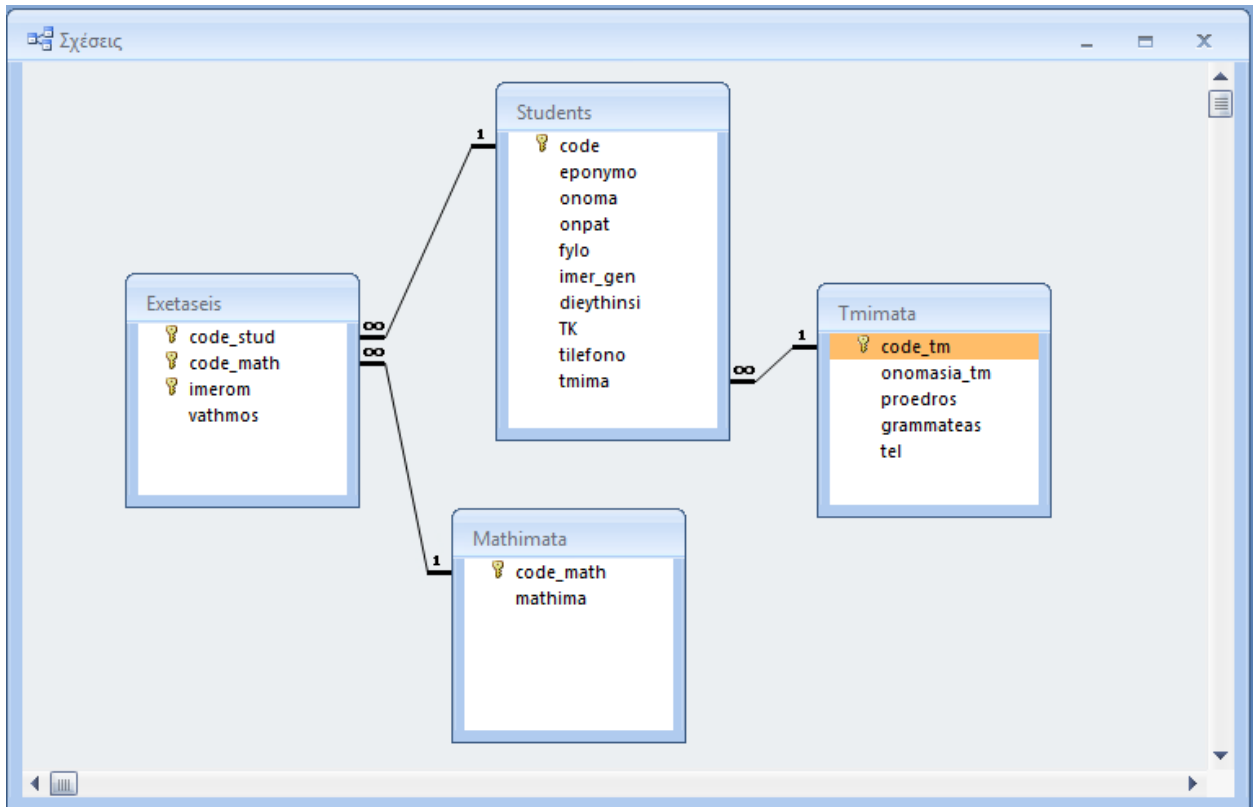 Σχέσεις
Students
code
eponymo
onoma
onpat
fylo
imer_gen
dieythinsi
TK
tilefono
tmima
Exetaseis
code_stud
code_math
imerom
vathmos
Tmimata
code_tm
onomasia_tm
proedros
grammateas
tel
Mathimata
code_math
mathima
1
∞
∞
1
1
∞